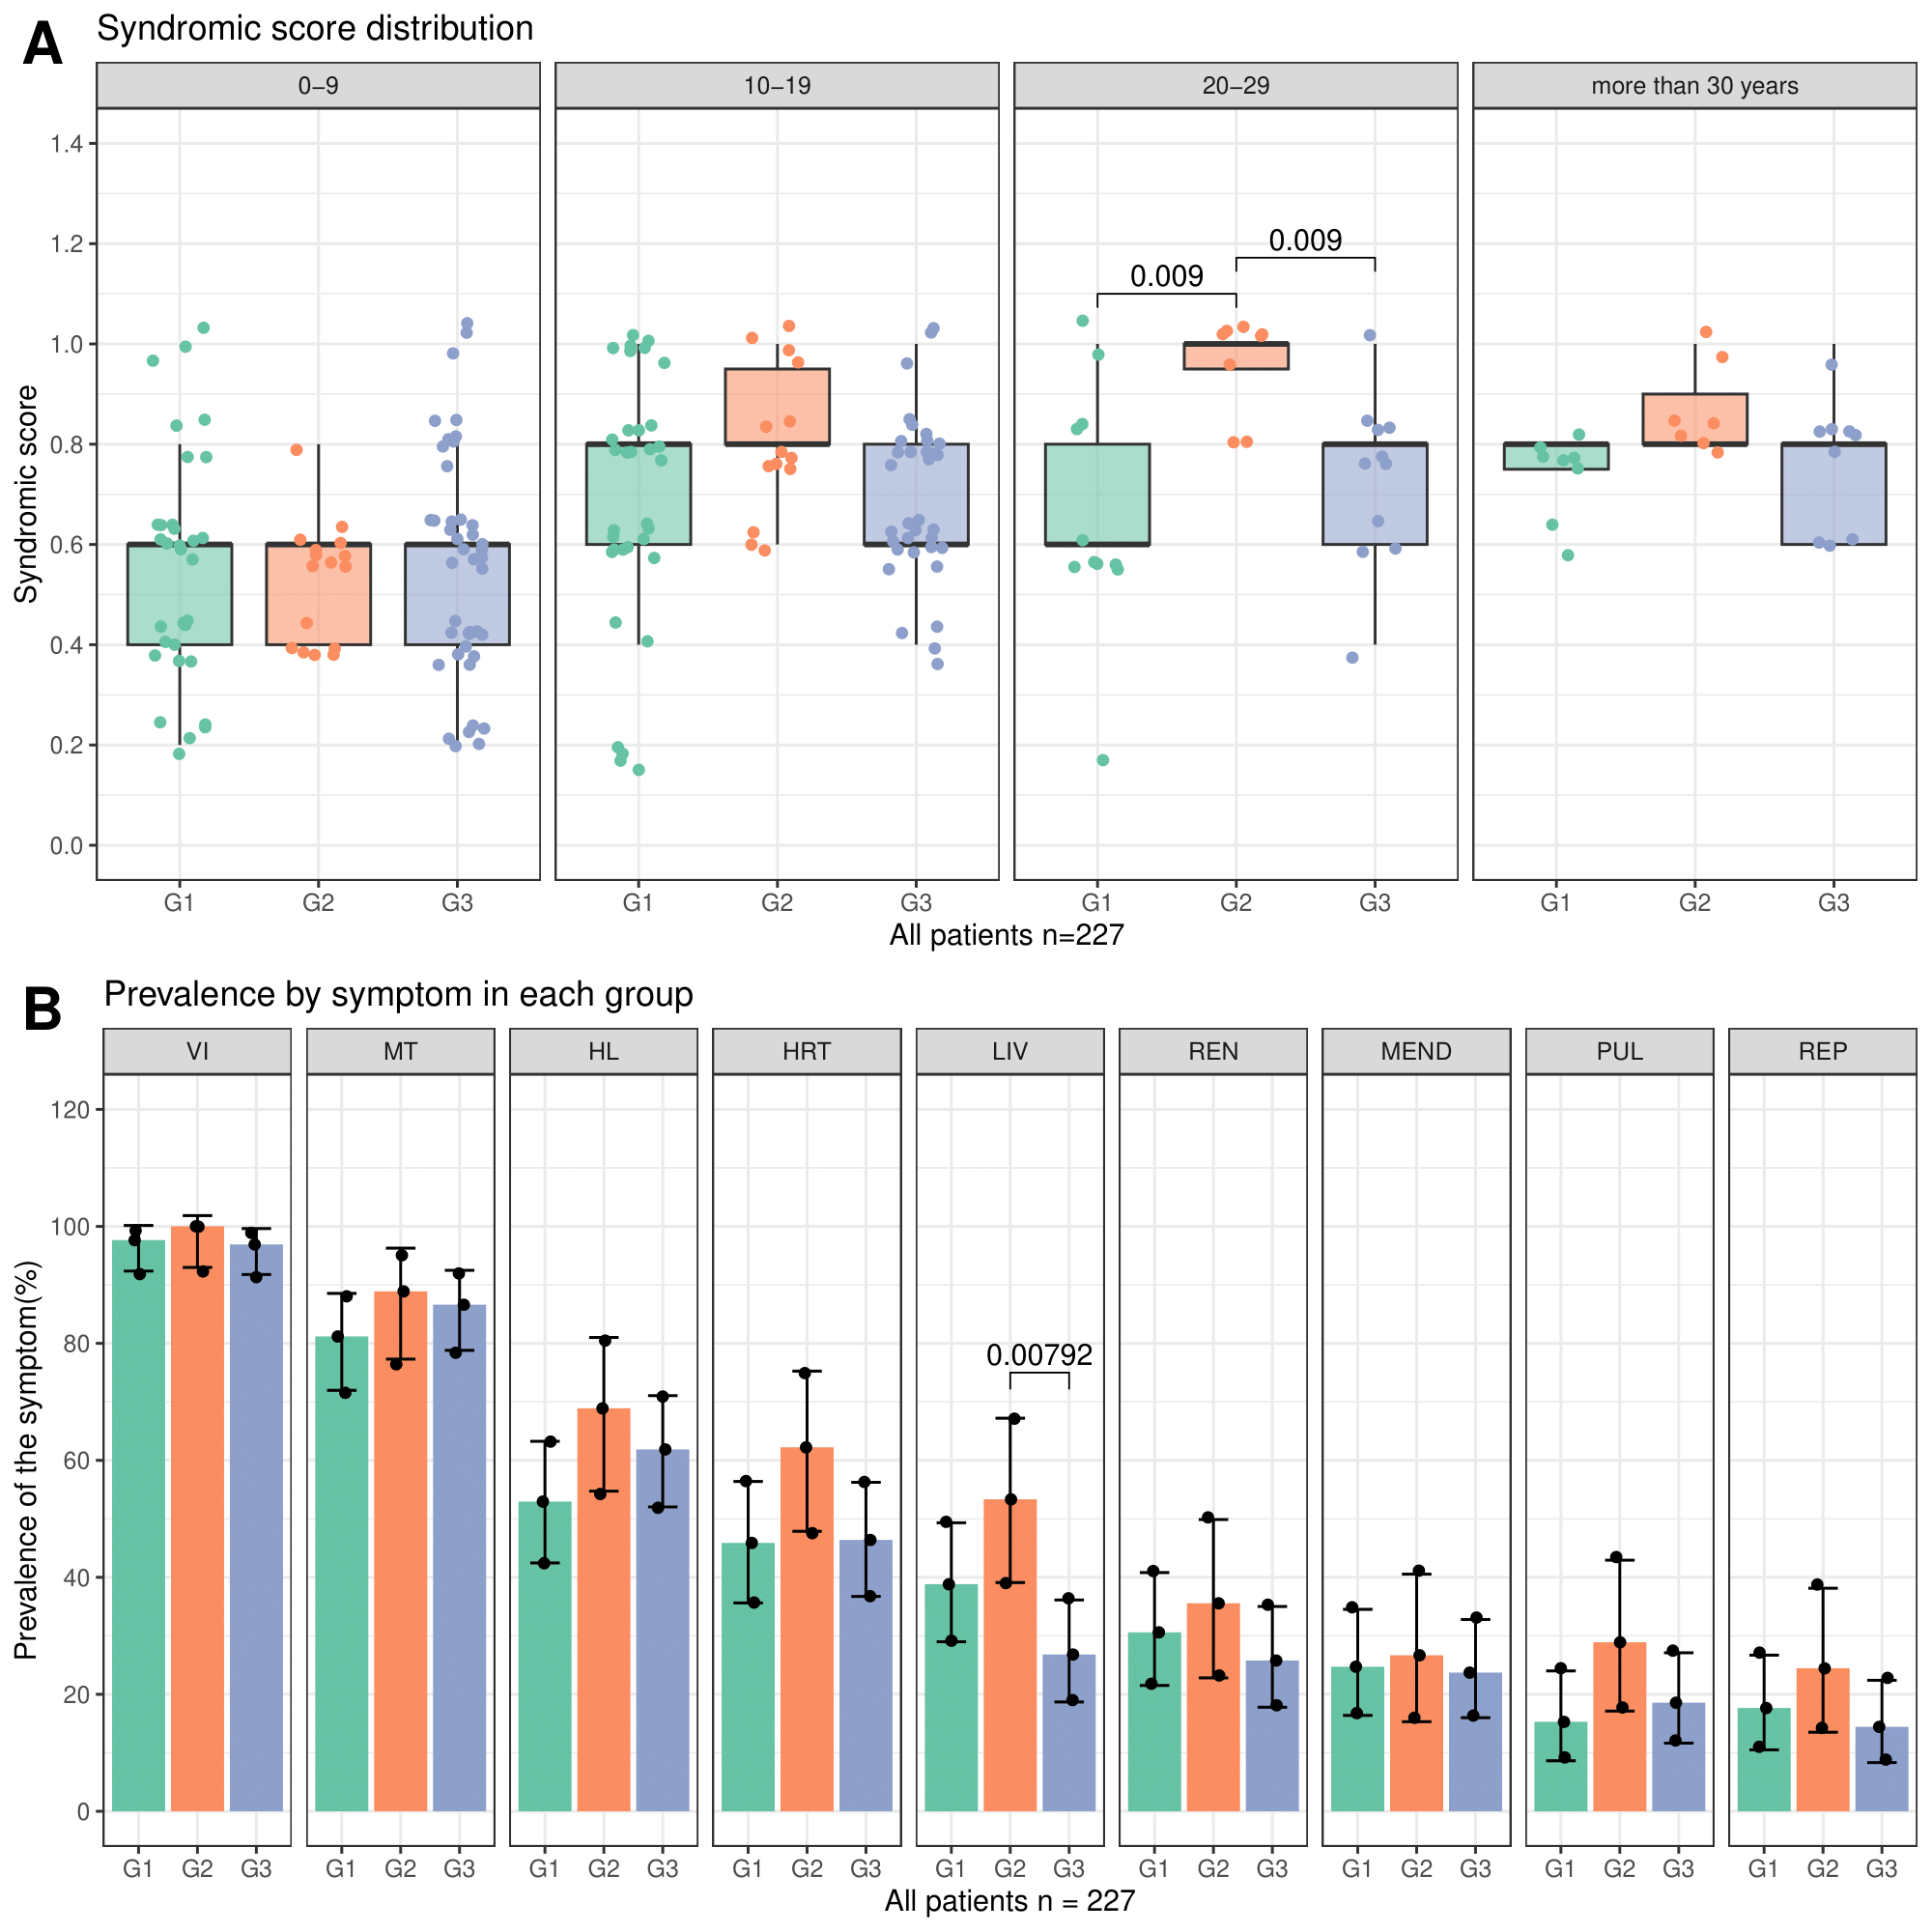 A
Syndromic score distribution
0–9
10–19
20–29
more than 30 years
Syndromic score
1.4
1.2
1.0
0.8
0.6
0.4
0.2
0.0
0.009
0.009
G1 G2 G3
G1 G2 G3
G1 G2 G3
G1 G2 G3
All patients n=227
B
Prevalence by symptom in each group
VI
MT
HL
HRT
LIV
REN
MEND
PUL
REP
Prevalence of the symptom(%)
120
100
80
60
40
20
0
0.00792
G1 G2 G3
G1 G2 G3
G1 G2 G3
G1 G2 G3
G1 G2 G3
G1 G2 G3
G1 G2 G3
G1 G2 G3
G1 G2 G3
All patients n = 227